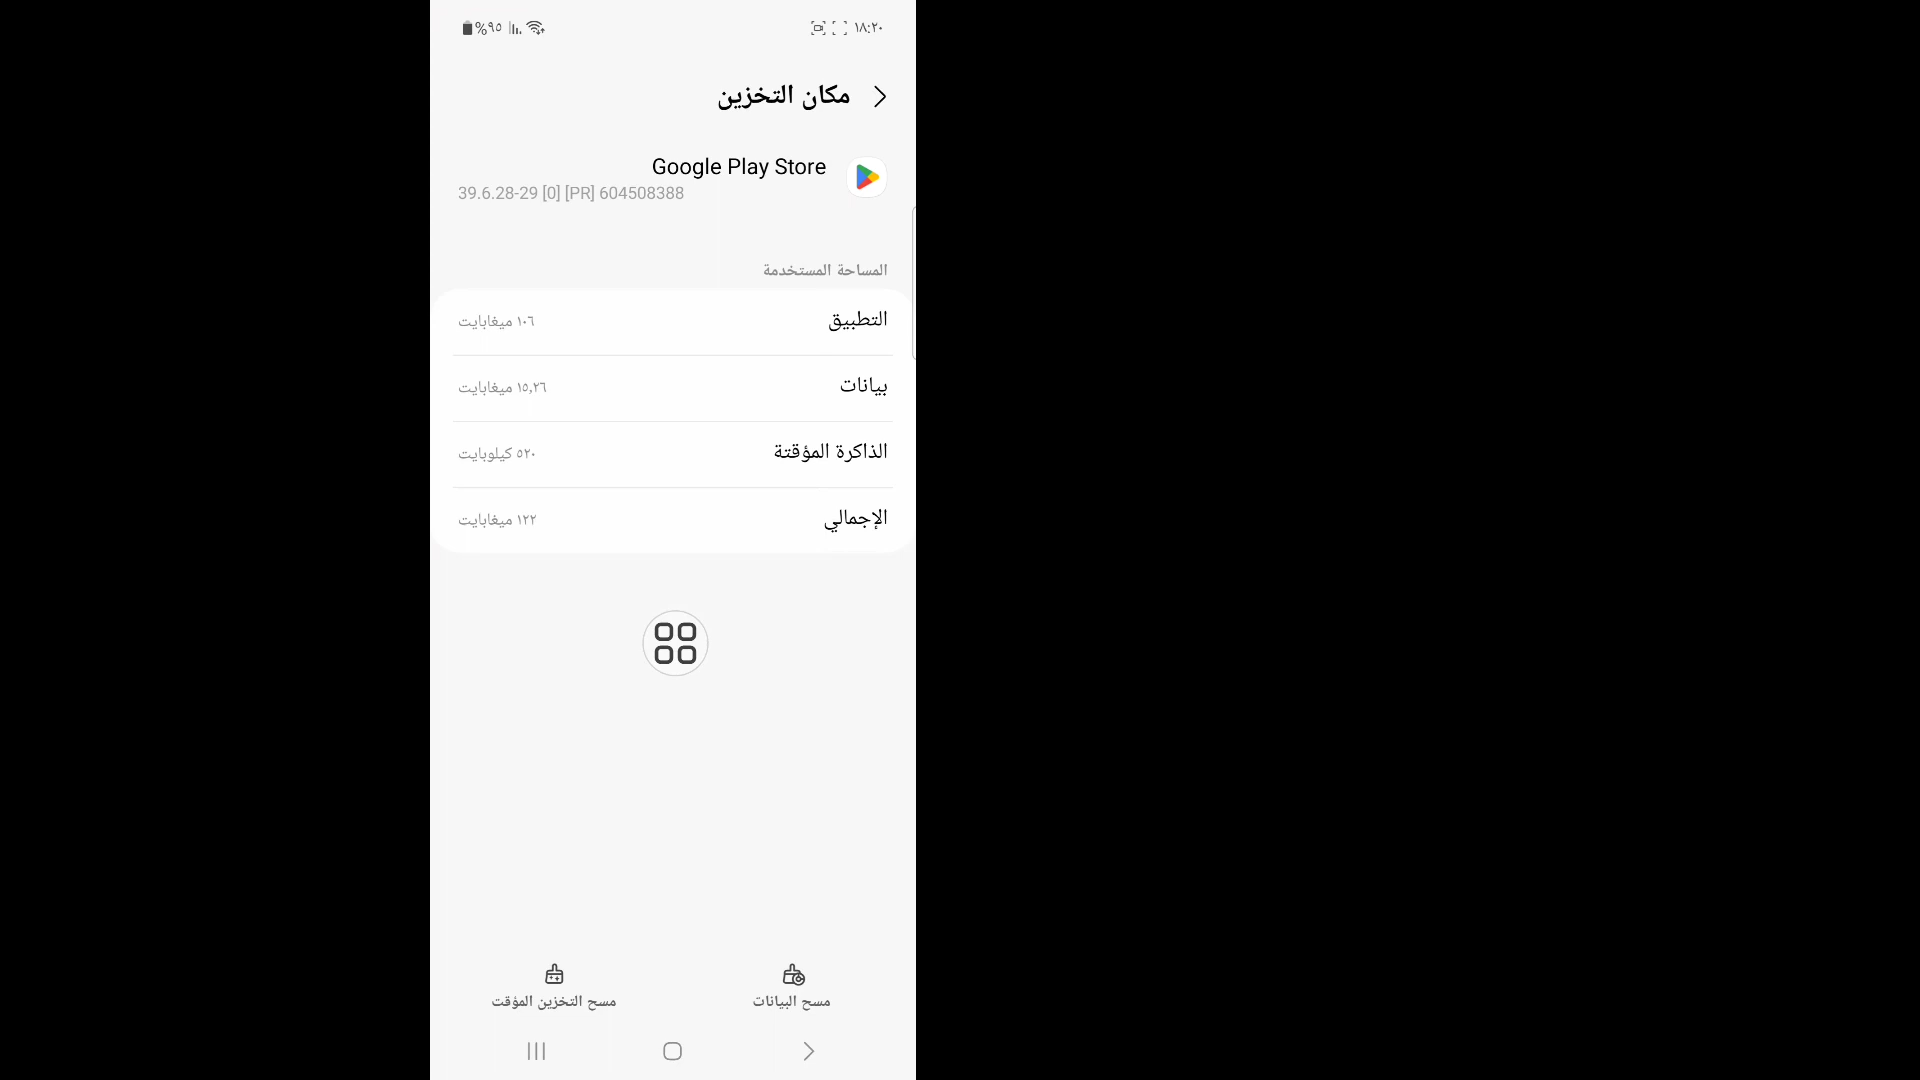 ١٨:٢٠ %٩٥
مكان التخزين
Google Play Store
39.6.28-29 [0] [PR] 604508388
المساحة المستخدمة
التطبيق ١٠٦ ميغابايت
بيانات ١٥,٢٦ ميغابايت
الذاكرة المؤقتة ٥٢٠ كيلوبايت
الإجمالي ١٢٢ ميغابايت
مسح البيانات مسح التخزين المؤقت